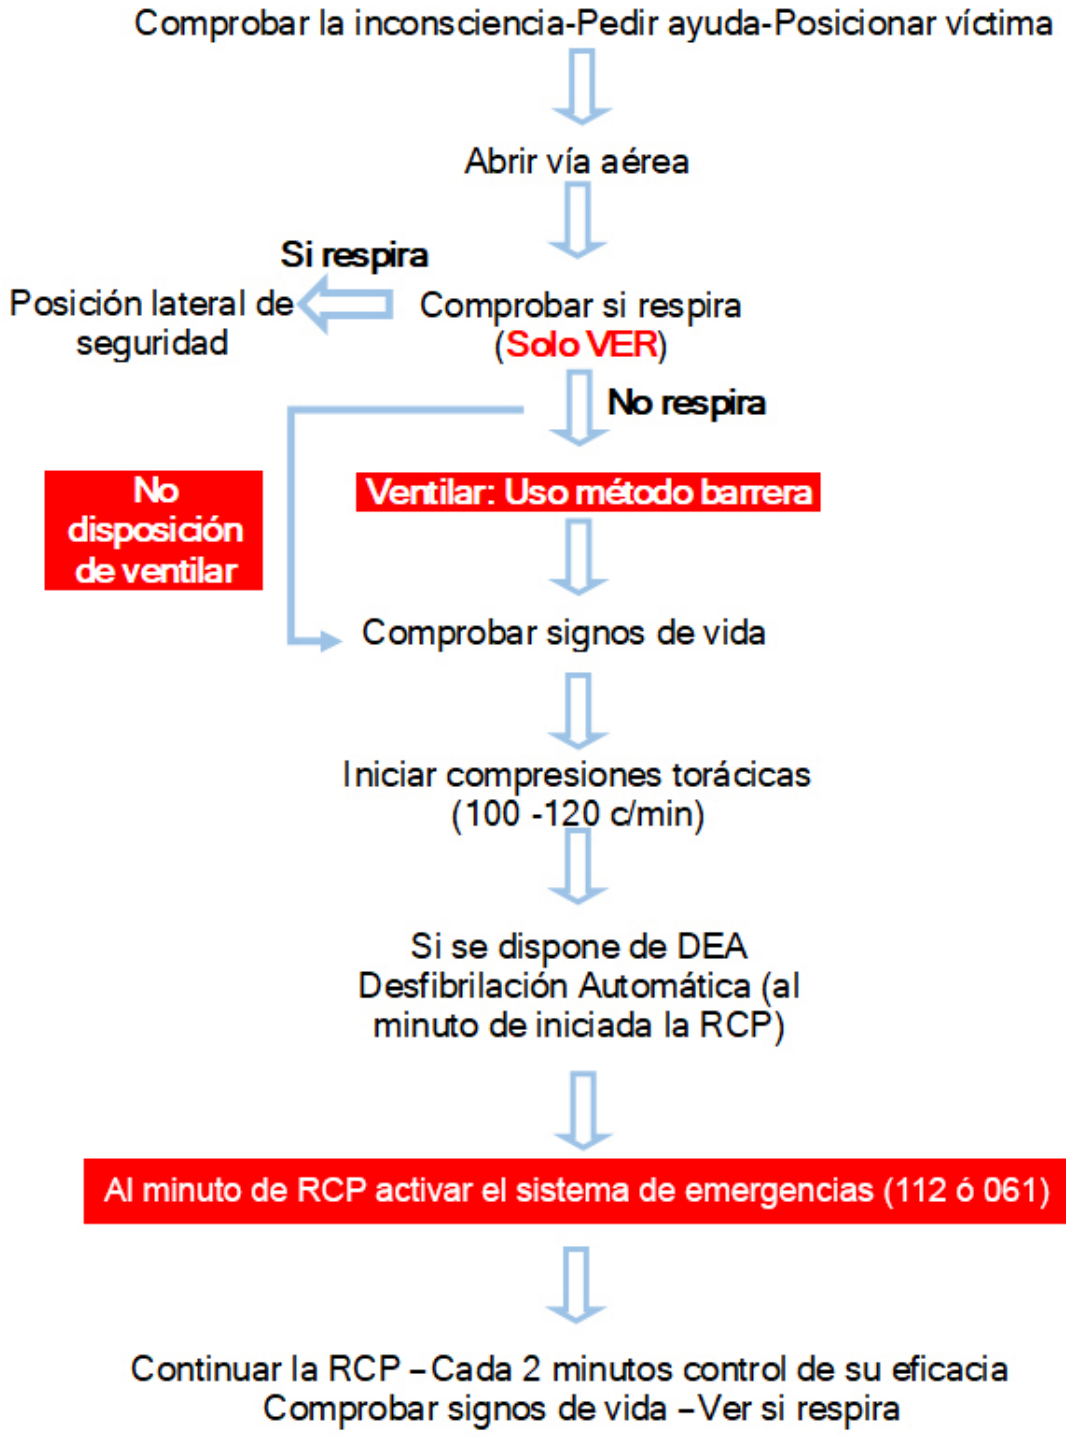 Comprobar la inconsciencia-Pedir ayuda-Posicionar víctima
Abrir vía aérea
Si respira
Posición lateral de
seguridad
Comprobar si respira
(Solo VER)
No respira
No
disposición
de ventilar
Ventilar: Uso método barrera
Comprobar signos de vida
Iniciar compresiones torácicas
(100 -120 c/min)
Si se dispone de DEA
Desfibrilación Automática (al
minuto de iniciada la RCP)
Al minuto de RCP activar el sistema de emergencias (112 ó 061)
Continuar la RCP –Cada 2 minutos control de su eficacia
Comprobar signos de vida –Ver si respira